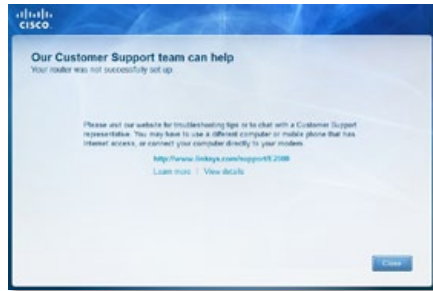 CISCO
Our Customer Support team can help
Your router was not successfully set up.
Please visit our website for troubleshooting tips or to chat with a Customer Support
representative. You may have to use a different computer or mobile phone that has
Internet access, or connect your computer directly to your modem.
Learn more | View details
Close